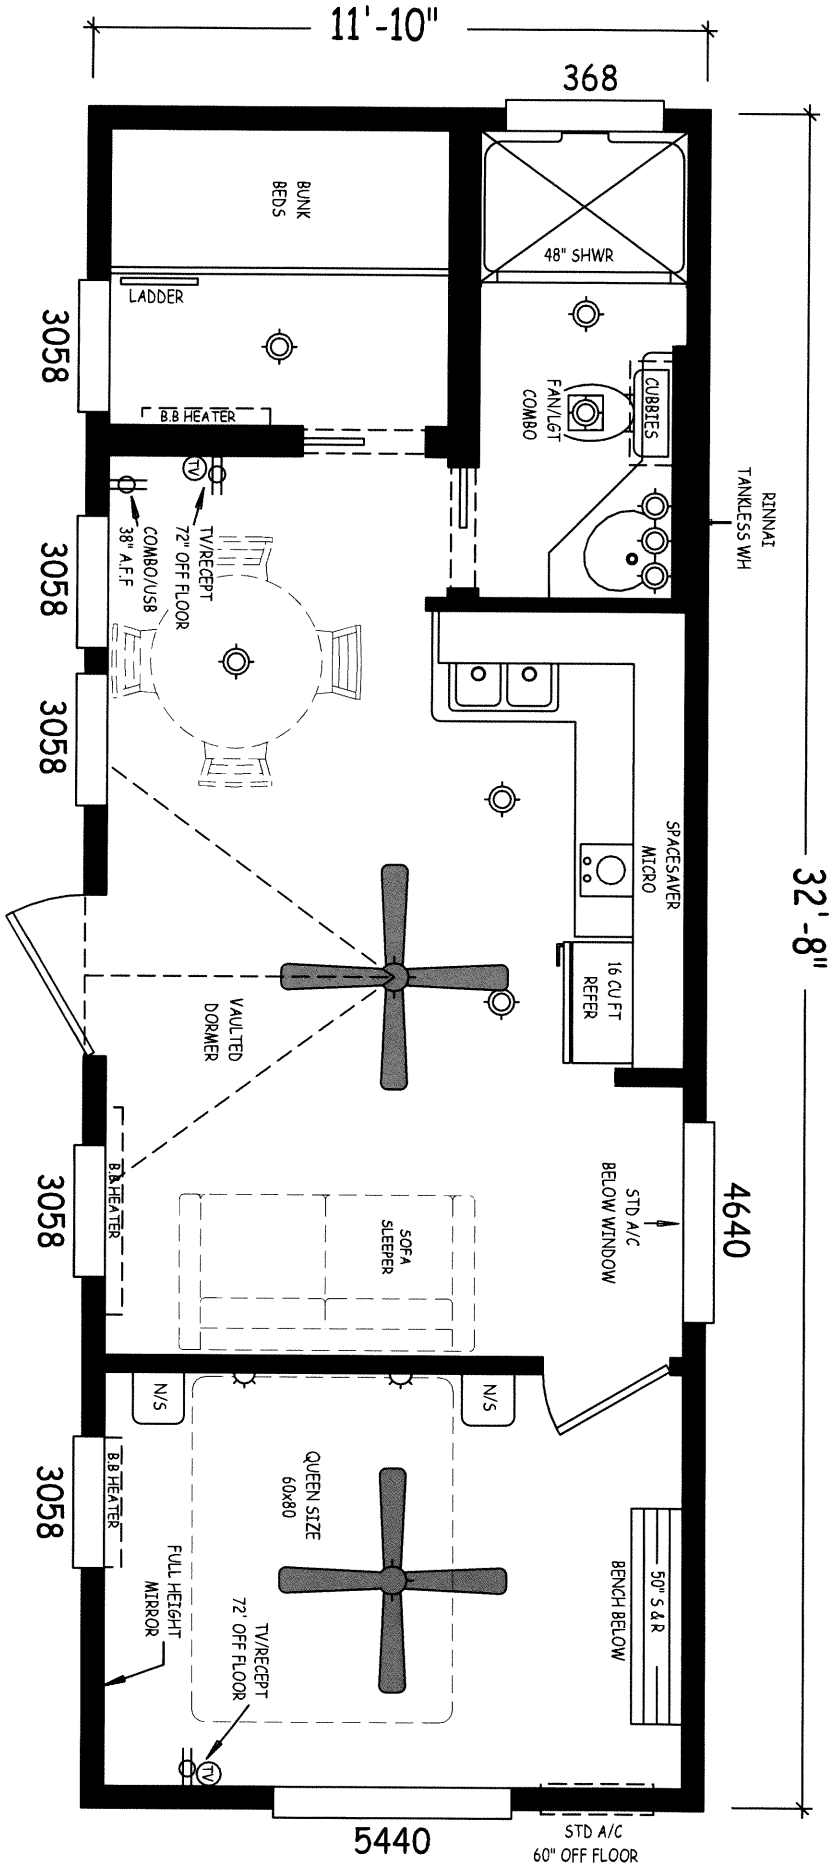 11'-10"
368
32'-8"
BUNK
BEDS
48" SHWR
LADDER
3058
B.B HEATER
FAN/LGT
COMBO
CUBBIES
RINNAI
TANKLESS WH
TV
TV/RECEPT
72" OFF FLOOR
COMBO/USB
38" A.F.F
3058
3058
SPACESAVER
MICRO
16 CU FT
REFER
VAULTED
DORMER
B.B HEATER
3058
STD A/C
BELOW WINDOW
4640
SOFA
SLEEPER
N/S
N/S
B.B HEATER
3058
QUEEN SIZE
60x80
50" S & R
BENCH BELOW
FULL HEIGHT
MIRROR
TV/RECEPT
72' OFF FLOOR
TV
5440
STD A/C
60" OFF FLOOR